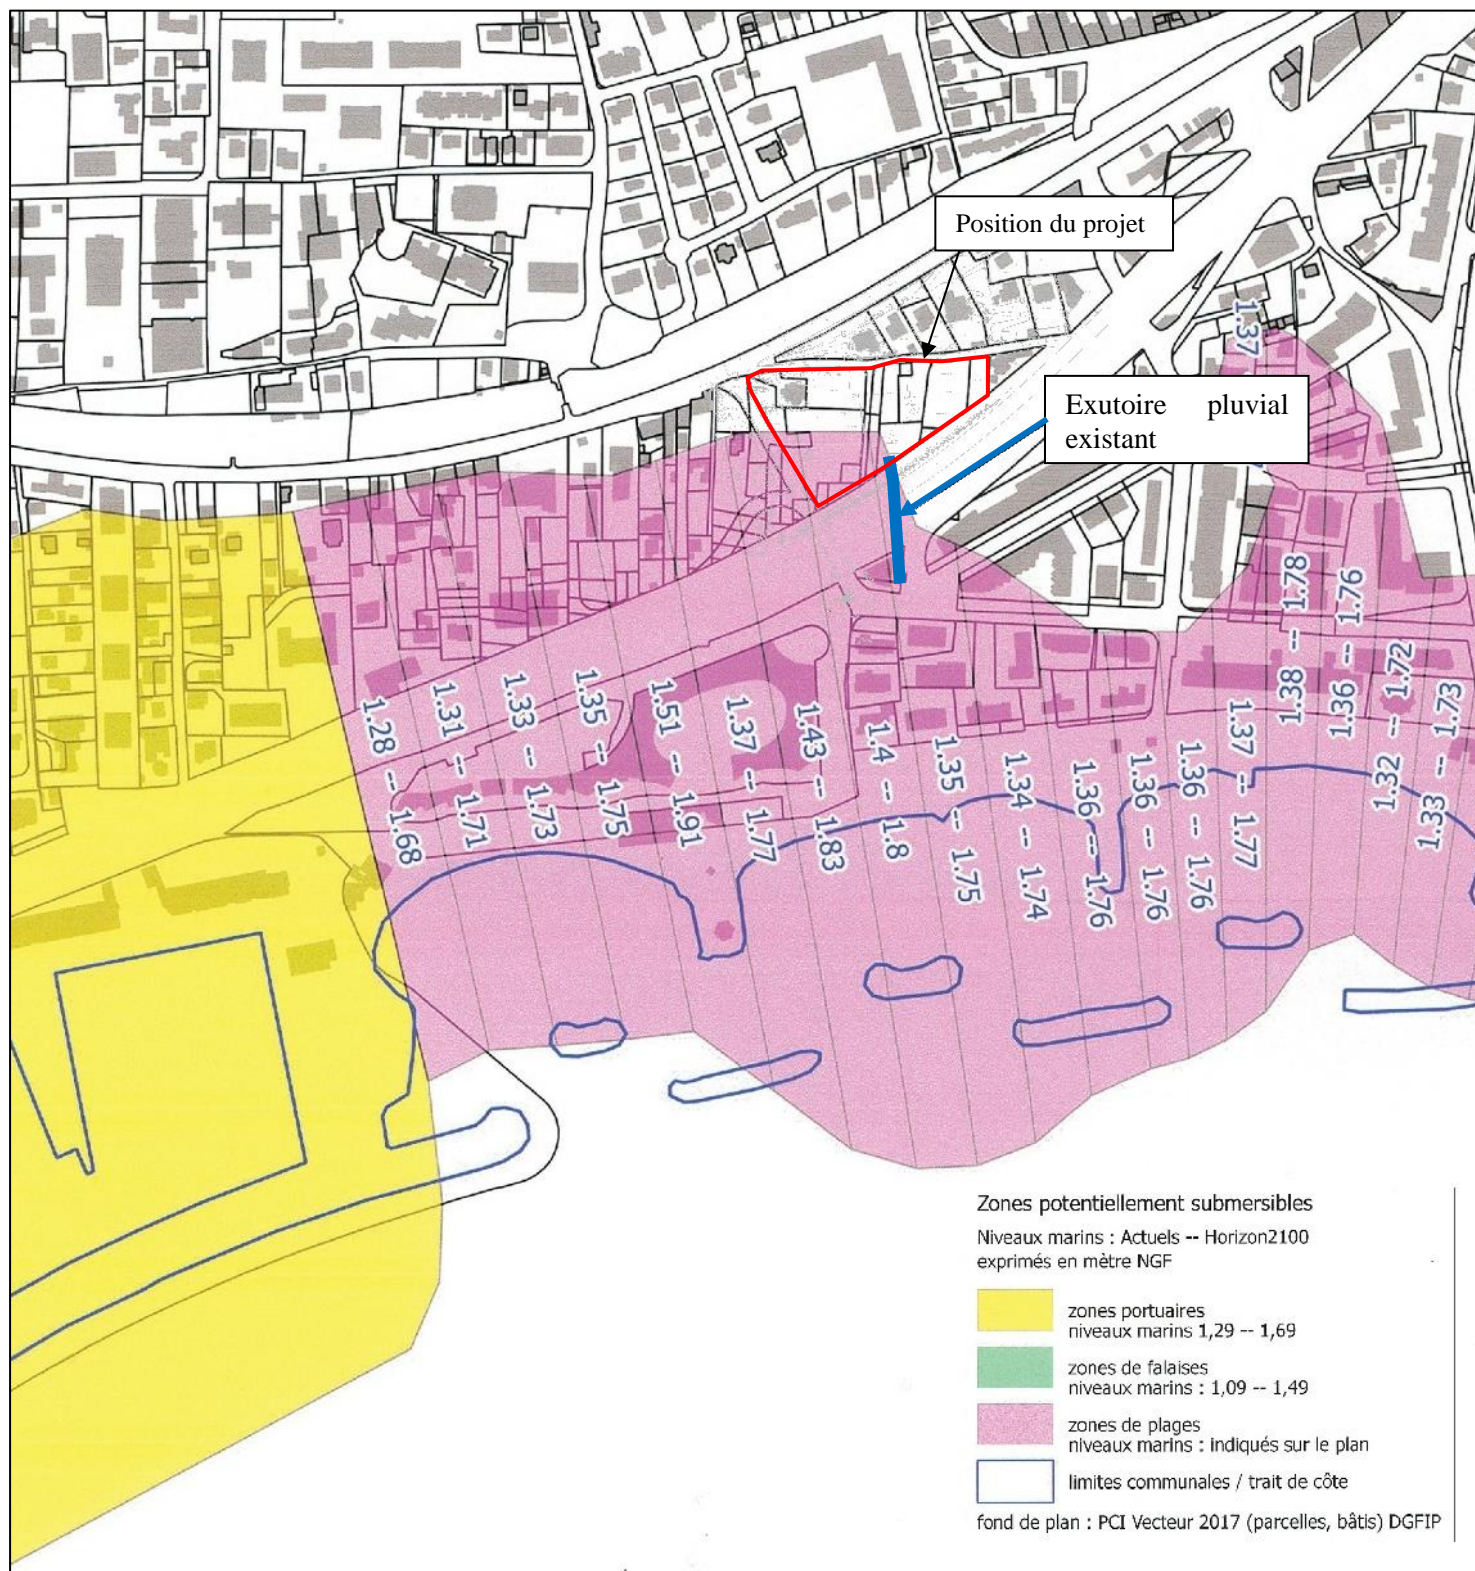 Position du projet
Exutoire pluvial
existant
1.37
1.28 -- 1.68
1.31 -- 1.71
1.33 -- 1.73
1.35 -- 1.75
1.51 -- 1.91
1.37 -- 1.77
1.43 -- 1.83
1.4 -- 1.8
1.35 -- 1.75
1.34 -- 1.74
1.36 -- 1.76
1.36 -- 1.76
1.36 -- 1.76
1.37 -- 1.77
1.38 -- 1.78
1.36 -- 1.76
1.32 -- 1.72
1.33 -- 1.73
Zones potentiellement submersibles
Niveaux marins : Actuels -- Horizon2100
exprimés en mètre NGF
zones portuaires
niveaux marins 1,29 -- 1,69
zones de falaises
niveaux marins : 1,09 -- 1,49
zones de plages
niveaux marins : indiqués sur le plan
limites communales / trait de côte
fond de plan : PCI Vecteur 2017 (parcelles, bâtis) DGFIP